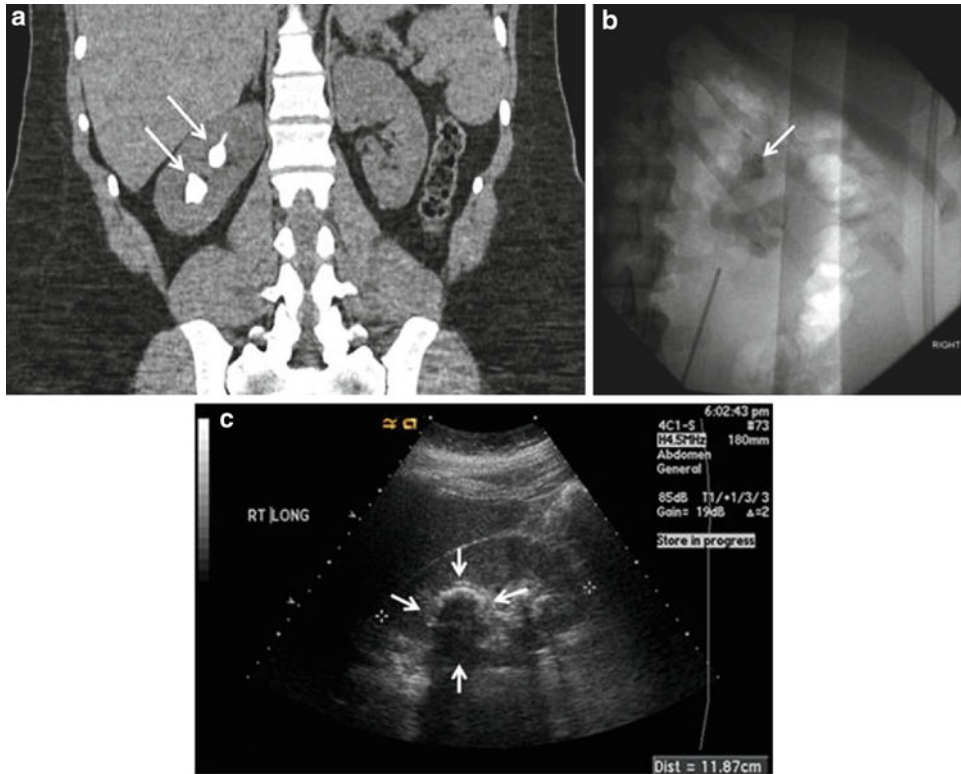 a
b
RIGHT
c
6:02:43 pm
4C1-S #73
H4.5MHz 180mm
Abdomen
General
85dB T1/+1/3/3
Gain= 19dB Δ=2
Store in progress
RT LONG
Dist = 11.87cm